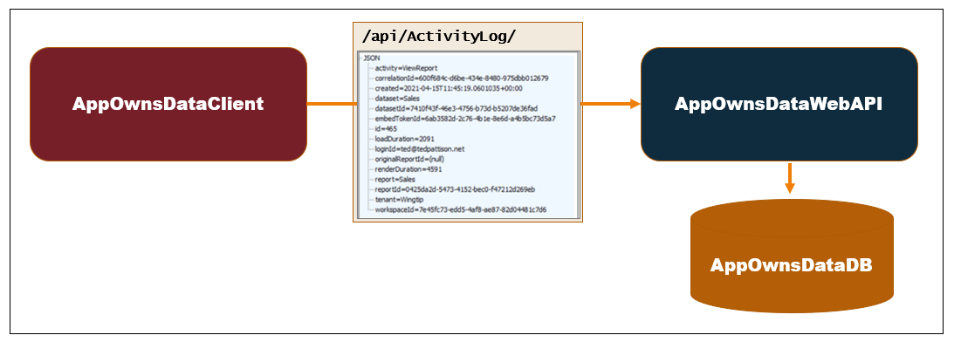 /api/ActivityLog/
JSON
activity=ViewReport
correlationId=600f684c-d6be-434e-8480-975dbb012679
created=2021-04-15T11:45:19.0601035+00:00
dataset=Sales
datasetId=7410f43f-46e3-4756-b73d-b5207de36fad
embedTokenId=6ab3582d-2c76-4b1e-8e6d-a4b5bc73d5a7
id=465
loadDuration=2091
loginId=ted@tedpattison.net
originalReportId=(null)
renderDuration=4591
report=Sales
reportId=0425da2d-5473-4152-bec0-f47212d269eb
tenant=Wingtip
workspaceId=7e45fc73-edd5-4af8-ae87-82d04481c7d6
AppOwnsDataClient
AppOwnsDataWebAPI
AppOwnsDataDB